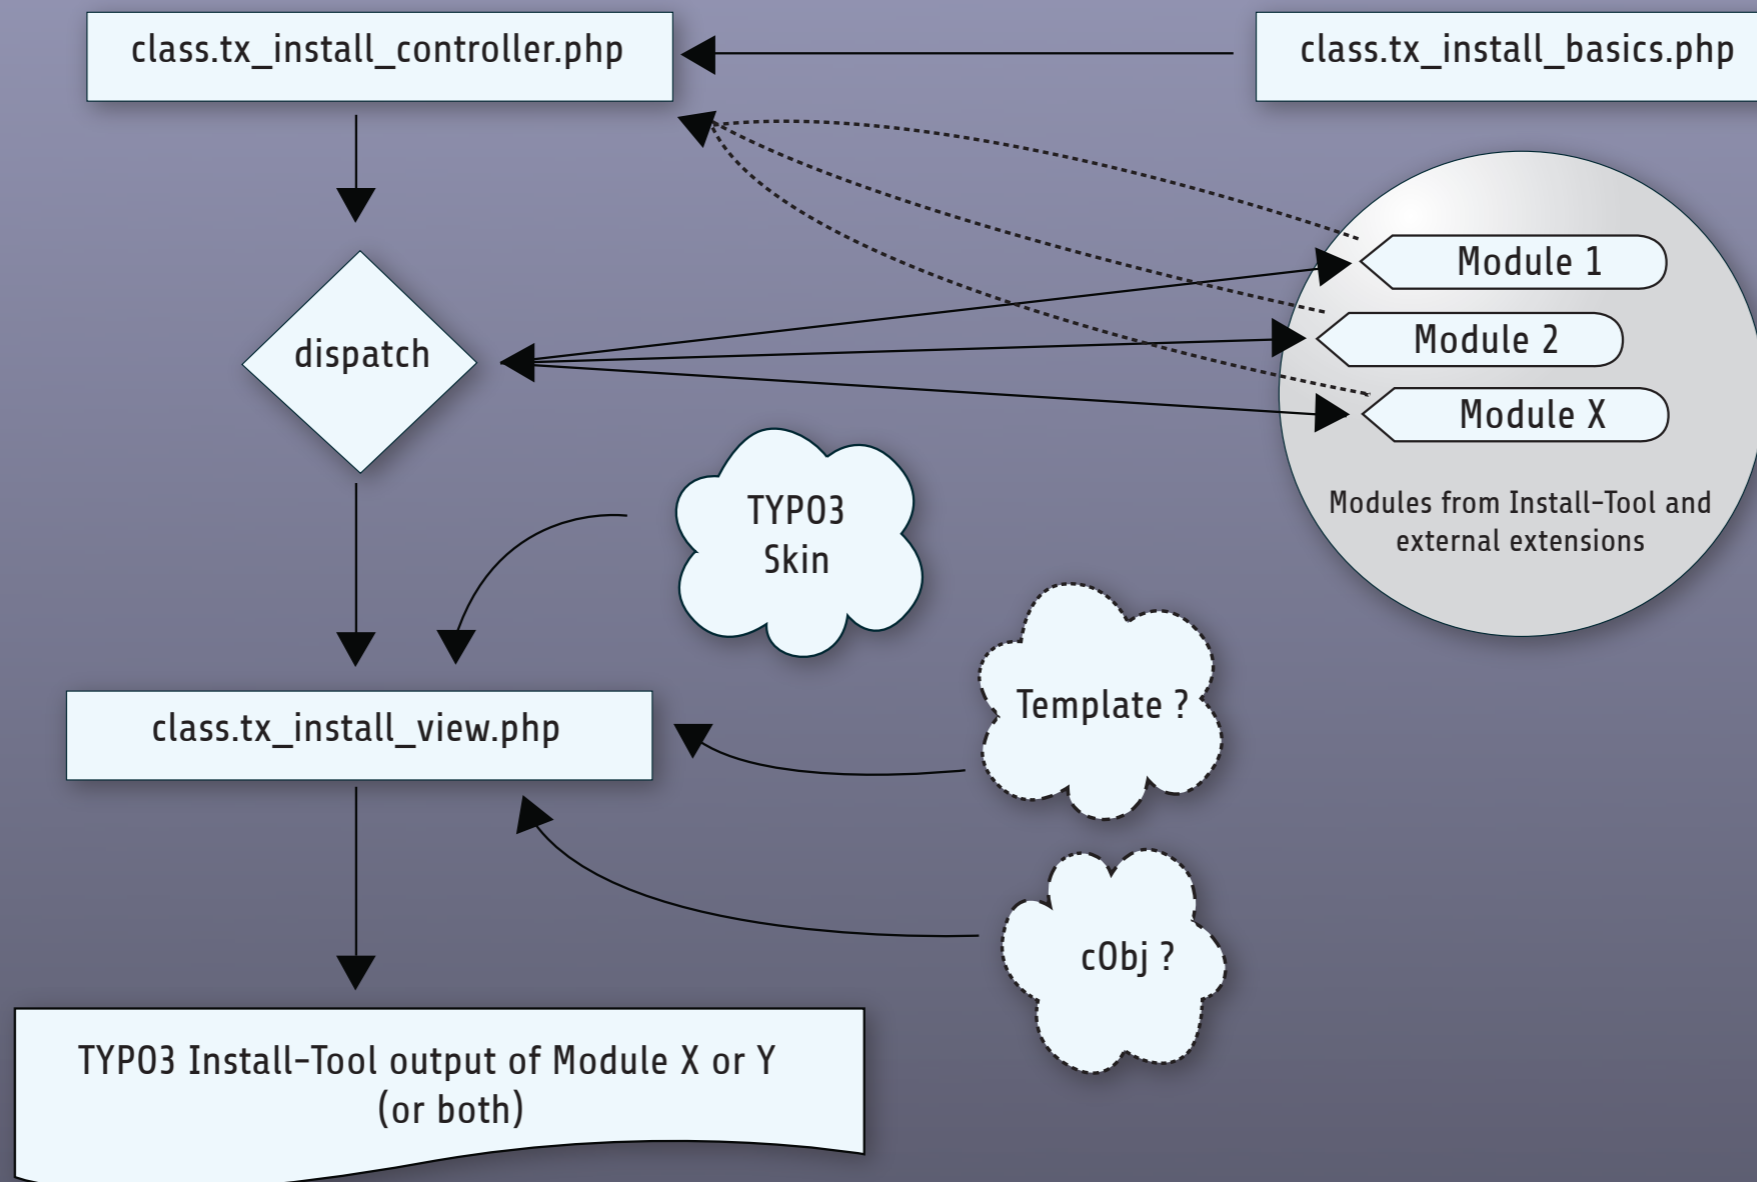 class.tx_install_controller.php
class.tx_install_basics.php
Module 1
dispatch
Module 2
Module X
Modules from Install-Tool and
external extensions
TYPO3
Skin
Template ?
class.tx_install_view.php
cObj ?
TYPO3 Install-Tool output of Module X or Y
(or both)